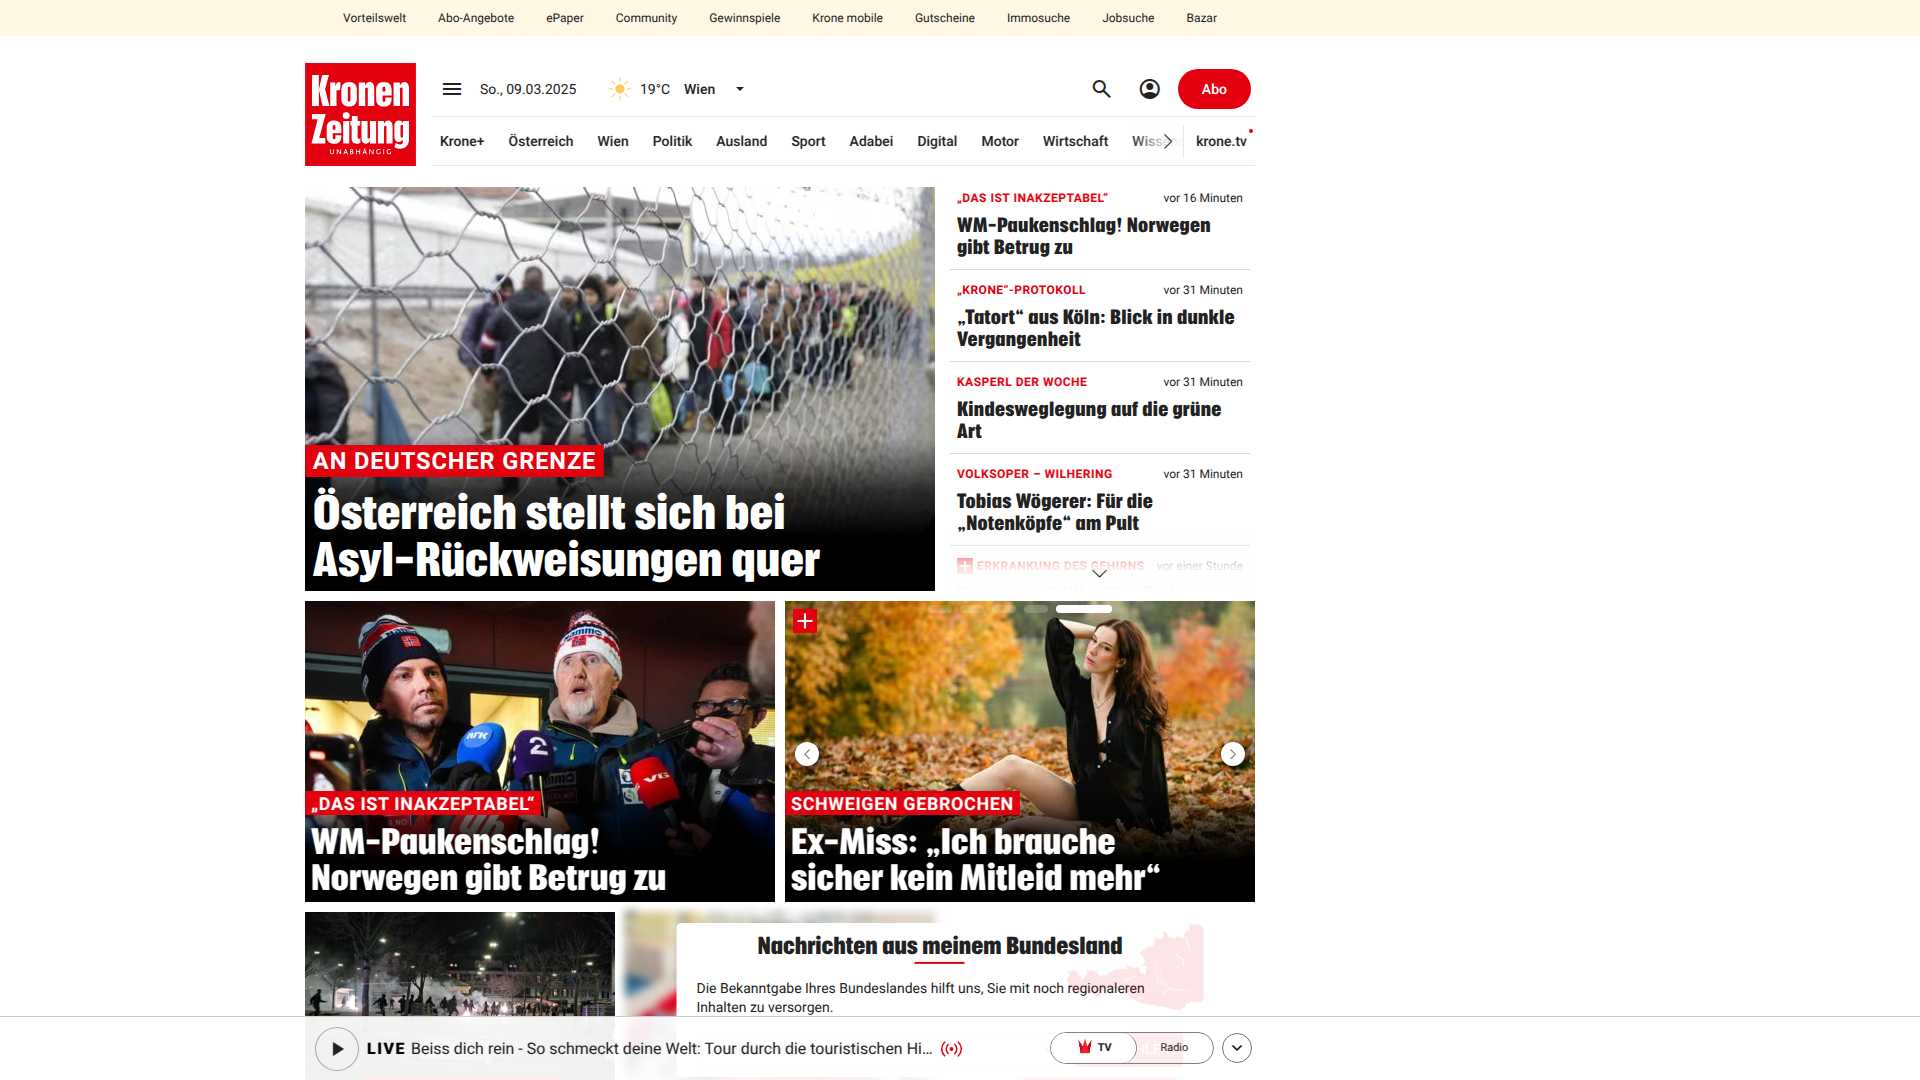 Vorteilswelt Abo-Angebote ePaper Community Gewinnspiele Krone mobile Gutscheine Immosuche Jobsuche Bazar
Kronen
Zeitung
UNABHÄNGIG
So., 09.03.2025 19°C Wien Abo
Krone+ Österreich Wien Politik Ausland Sport Adabei Digital Motor Wirtschaft krone.tv
AN DEUTSCHER GRENZE
Österreich stellt sich bei
Asyl-Rückweisungen quer
„DAS IST INAKZEPTABEL“ vor 16 Minuten
WM-Paukenschlag! Norwegen
gibt Betrug zu
„KRONE“-PROTOKOLL vor 31 Minuten
„Tatort“ aus Köln: Blick in dunkle
Vergangenheit
KASPERL DER WOCHE vor 31 Minuten
Kindesweglegung auf die grüne
Art
VOLKSOPER – WILHERING vor 31 Minuten
Tobias Wögerer: Für die
„Notenköpfe“ am Pult
ERKRANKUNG DES GEHIRNS vor einer Stunde
NRK
2
VG
„DAS IST INAKZEPTABEL“
WM-Paukenschlag!
Norwegen gibt Betrug zu
SCHWEIGEN GEBROCHEN
Ex-Miss: „Ich brauche
sicher kein Mitleid mehr“
Nachrichten aus meinem Bundesland
Die Bekanntgabe Ihres Bundeslandes hilft uns, Sie mit noch regionaleren
Inhalten zu versorgen.
LIVE Beiss dich rein - So schmeckt deine Welt: Tour durch die touristischen Hi... TV Radio